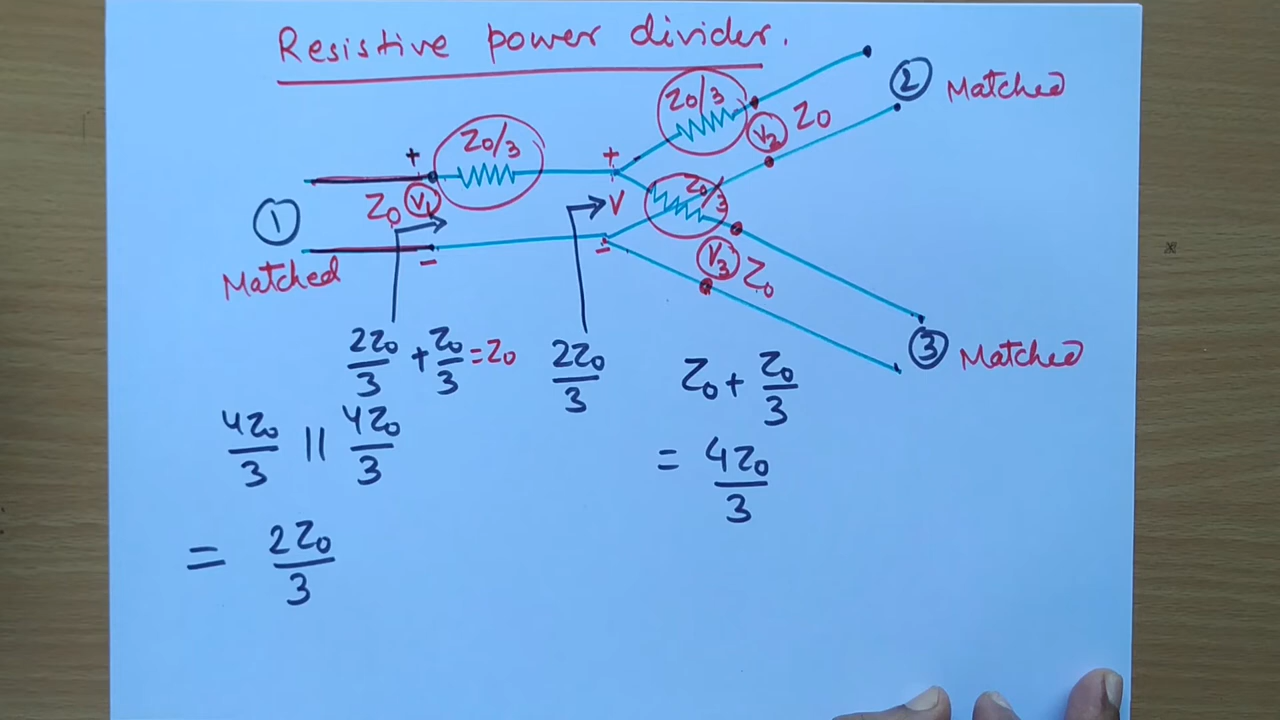 Resistive power divider.
Z0/3
② Matched
V2 Z0
+ Z0/3 +
① Z0 V1 V Z0/3
- -
V3 Z0
Matched
③ Matched
2Z0/3 + Z0/3 = Z0
2Z0/3
Z0 + Z0/3
4Z0/3 || 4Z0/3
= 4Z0/3
= 2Z0/3